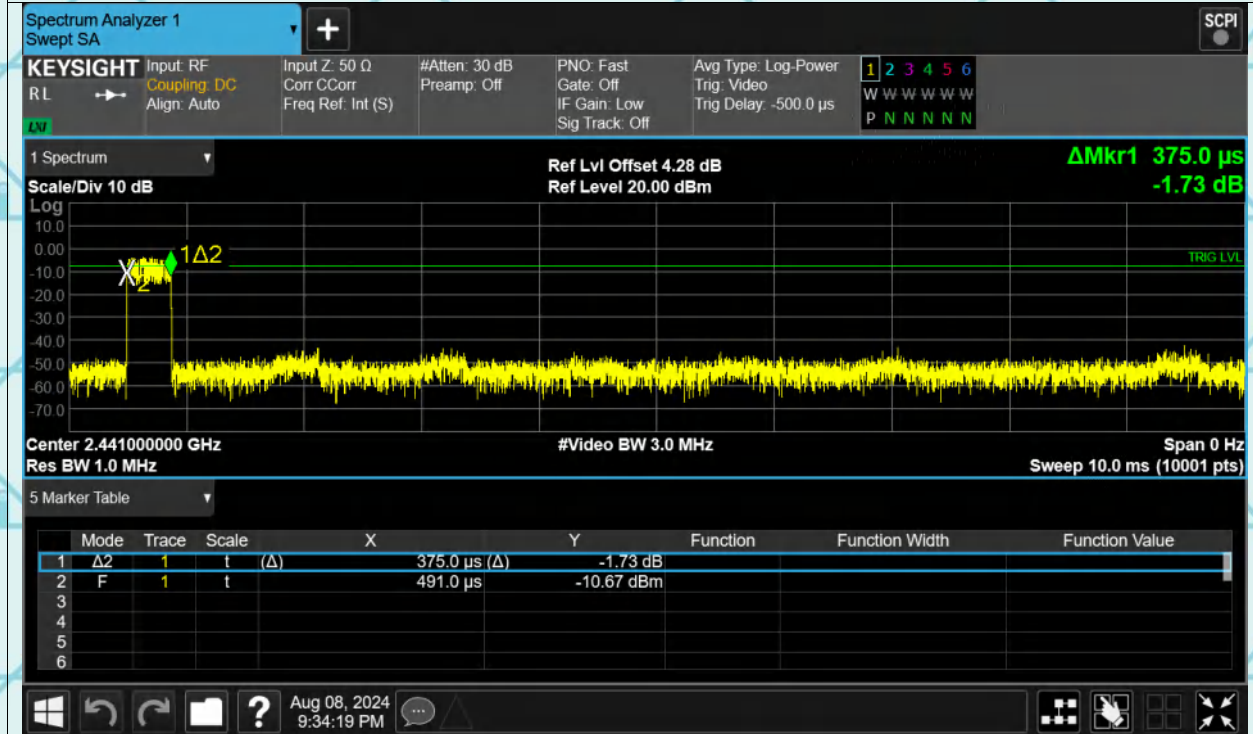 Spectrum Analyzer 1
Swept SA
+
SCPI
KEYSIGHT Input: RF Input Z: 50 Ω #Atten: 30 dB PNO: Fast Avg Type: Log-Power 1 2 3 4 5 6
RL Coupling: DC Corr CCorr Preamp: Off Gate: Off Trig: Video W W W W W W
Align: Auto Freq Ref: Int (S) IF Gain: Low Trig Delay: -500.0 µs P N N N N N
LXI Sig Track: Off
1 Spectrum
Ref Lvl Offset 4.28 dB ΔMkr1 375.0 µs
Scale/Div 10 dB Ref Level 20.00 dBm -1.73 dB
Log
10.0
0.00 1Δ2 TRIG LVL
-10.0 X 2
-20.0
-30.0
-40.0
-50.0
-60.0
-70.0
Center 2.441000000 GHz #Video BW 3.0 MHz Span 0 Hz
Res BW 1.0 MHz Sweep 10.0 ms (10001 pts)
5 Marker Table
Mode Trace Scale X Y Function Function Width Function Value
1 Δ2 1 t (Δ) 375.0 µs (Δ) -1.73 dB
2 F 1 t 491.0 µs -10.67 dBm
3
4
5
6
? Aug 08, 2024
9:34:19 PM